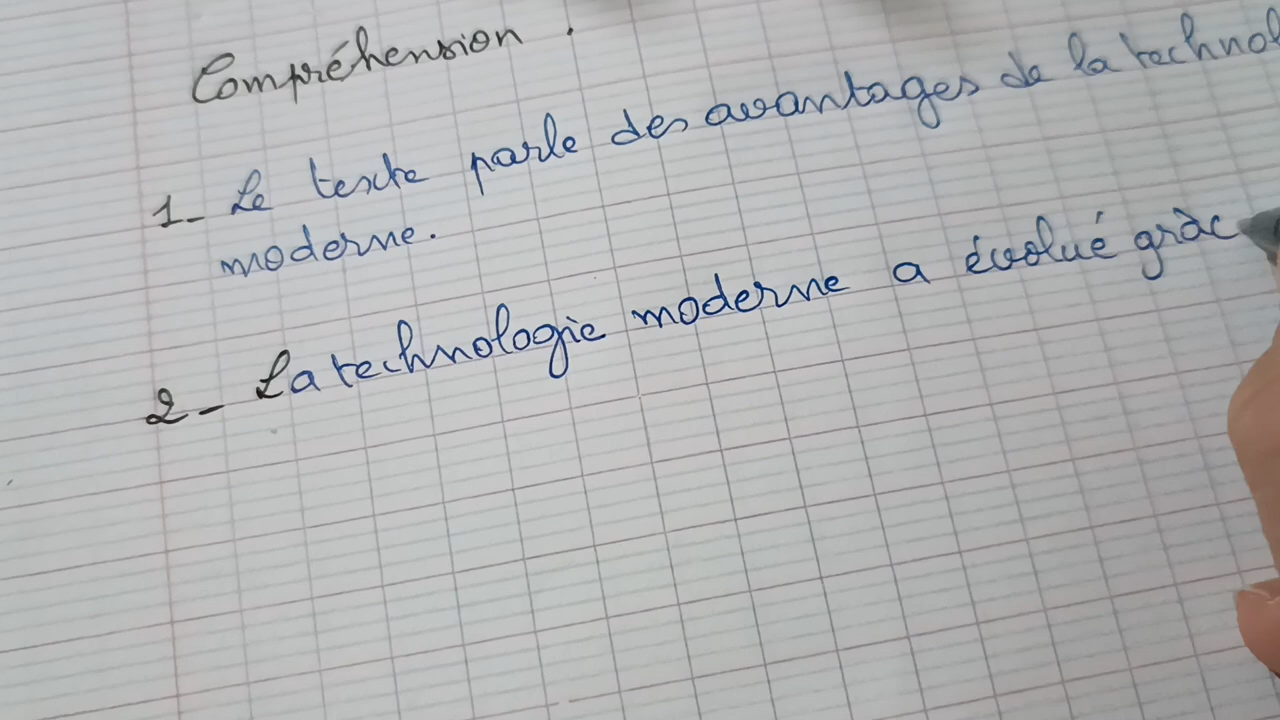 Compréhension .
1- Le texte parle des avantages de la technol
moderne.
2- La technologie moderne a évolué grâc